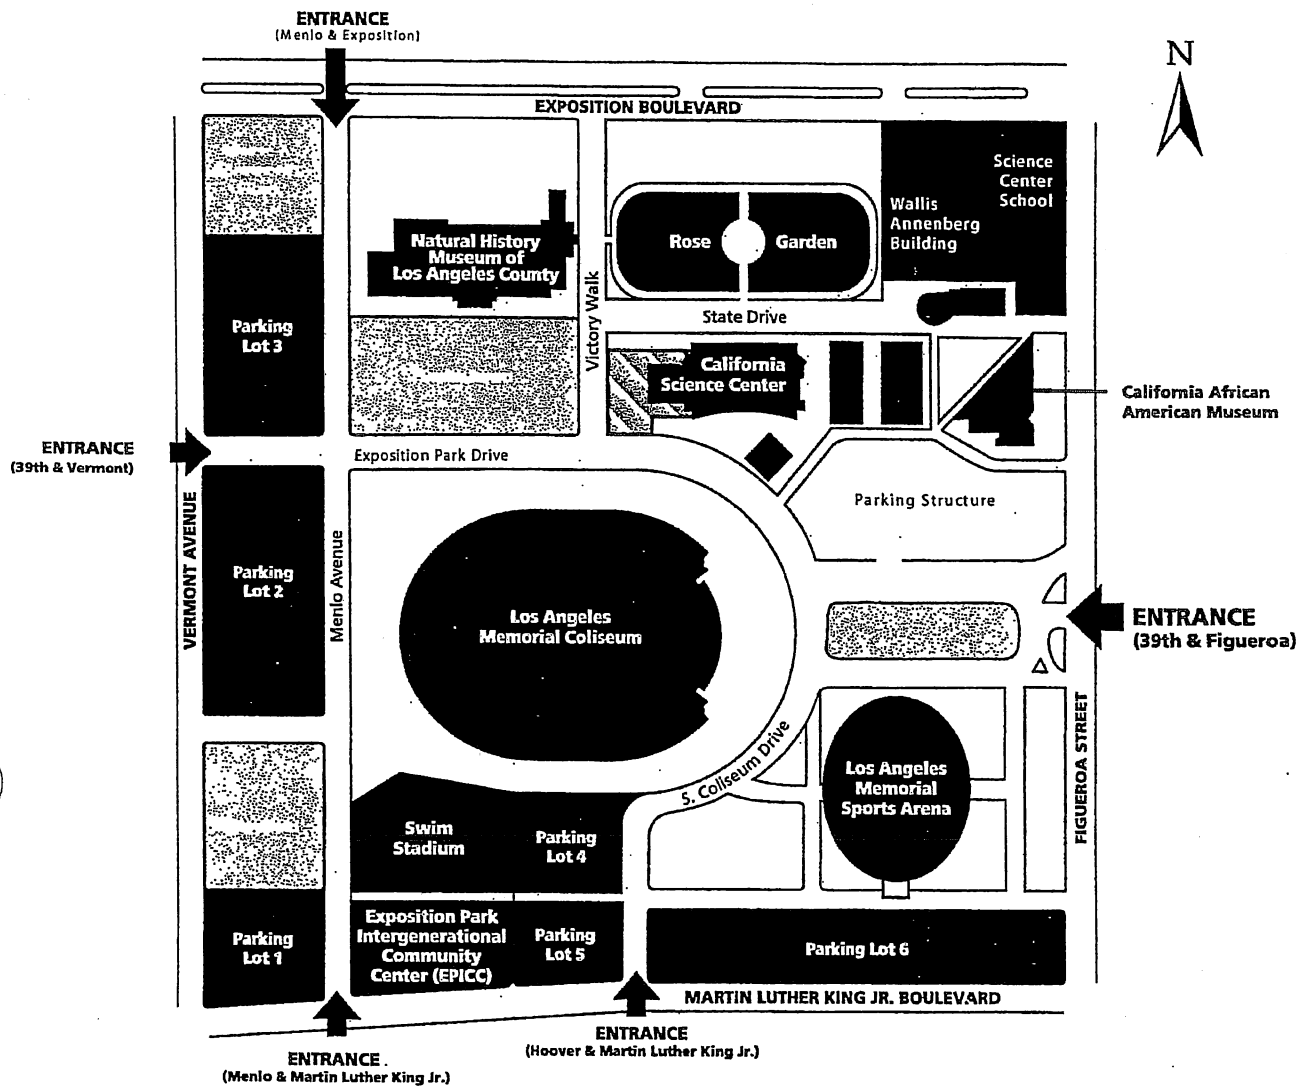 ENTRANCE
(Menlo & Exposition)
N
EXPOSITION BOULEVARD
Science
Center
School
Wallis
Annenberg
Building
Natural History
Museum of
Los Angeles County
Rose Garden
Victory Walk
State Drive
Parking
Lot 3
California
Science Center
California African
American Museum
ENTRANCE
(39th & Vermont)
Exposition Park Drive
Parking Structure
VERMONT AVENUE
Menlo Avenue
Parking
Lot 2
Los Angeles
Memorial Coliseum
ENTRANCE
(39th & Figueroa)
FIGUEROA STREET
S. Coliseum Drive
Los Angeles
Memorial
Sports Arena
Swim
Stadium
Parking
Lot 4
Parking
Lot 1
Exposition Park
Intergenerational
Community
Center (EPICC)
Parking
Lot 5
Parking Lot 6
MARTIN LUTHER KING JR. BOULEVARD
ENTRANCE
(Hoover & Martin Luther King Jr.)
ENTRANCE
(Menlo & Martin Luther King Jr.)